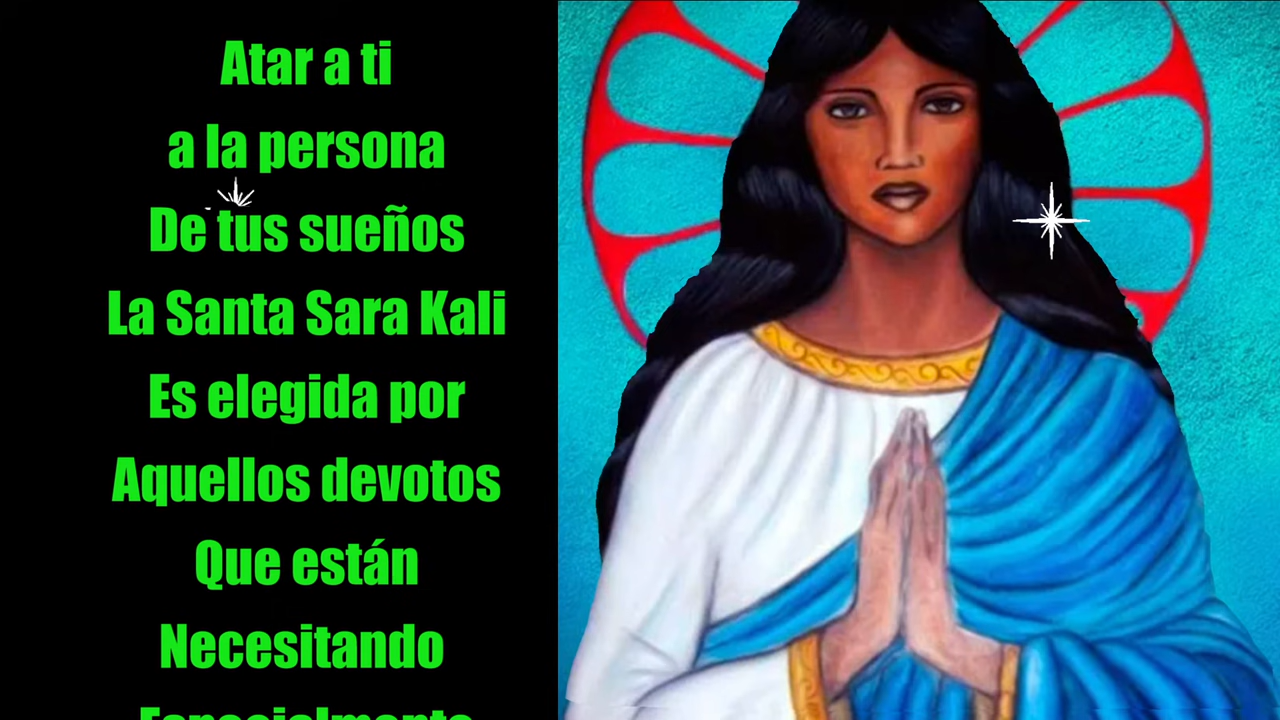 Atar a ti
a la persona
De tus sueños
La Santa Sara Kali
Es elegida por
Aquellos devotos
Que están
Necesitando
Especialmente